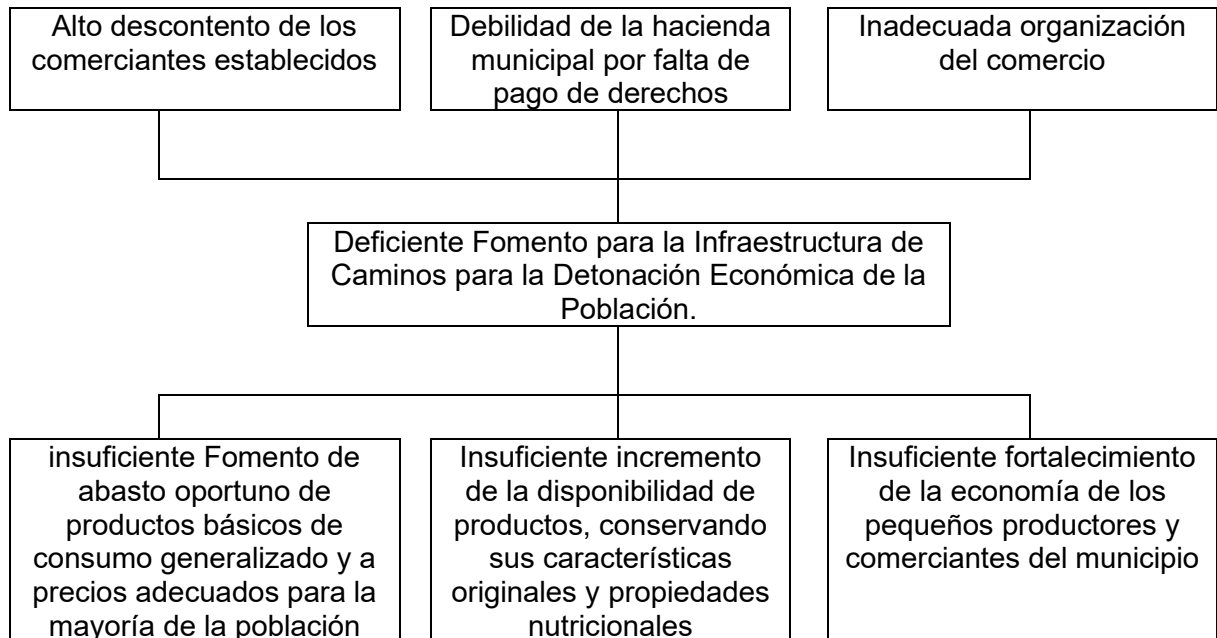 Alto descontento de los
comerciantes establecidos
Debilidad de la hacienda
municipal por falta de
pago de derechos
Inadecuada organización
del comercio
Deficiente Fomento para la Infraestructura de
Caminos para la Detonación Económica de la
Población.
insuficiente Fomento de
abasto oportuno de
productos básicos de
consumo generalizado y a
precios adecuados para la
mayoría de la población
Insuficiente incremento
de la disponibilidad de
productos, conservando
sus características
originales y propiedades
nutricionales
Insuficiente fortalecimiento
de la economía de los
pequeños productores y
comerciantes del municipio